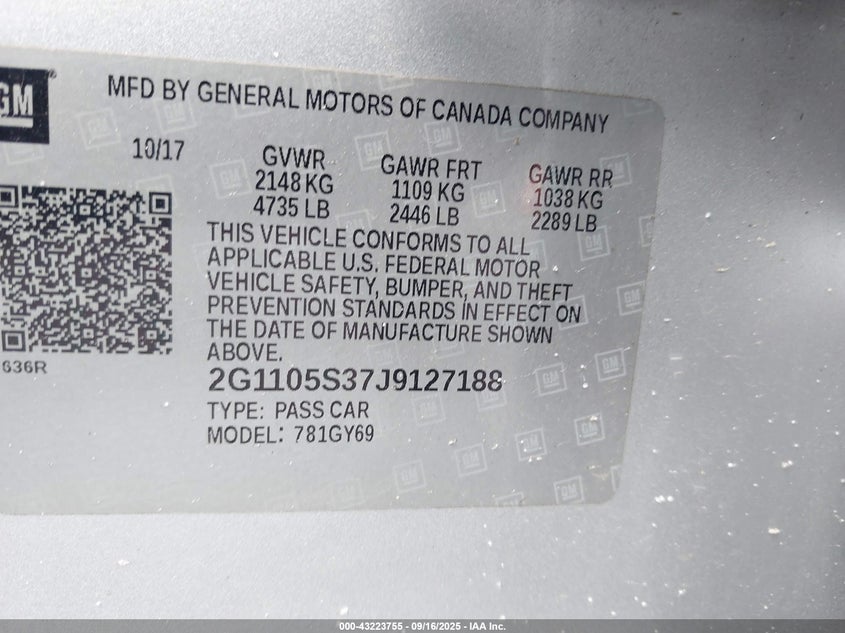 GM
MFD BY GENERAL MOTORS OF CANADA COMPANY
10/17
GVWR
2148 KG
4735 LB
GAWR FRT
1109 KG
2446 LB
GAWR RR
1038 KG
2289 LB
THIS VEHICLE CONFORMS TO ALL
APPLICABLE U.S. FEDERAL MOTOR
VEHICLE SAFETY, BUMPER, AND THEFT
PREVENTION STANDARDS IN EFFECT ON
THE DATE OF MANUFACTURE SHOWN
ABOVE.
636R
2G1105S37J9127188
TYPE: PASS CAR
MODEL: 781GY69
000-43223755 - 09/16/2025 - IAA Inc.